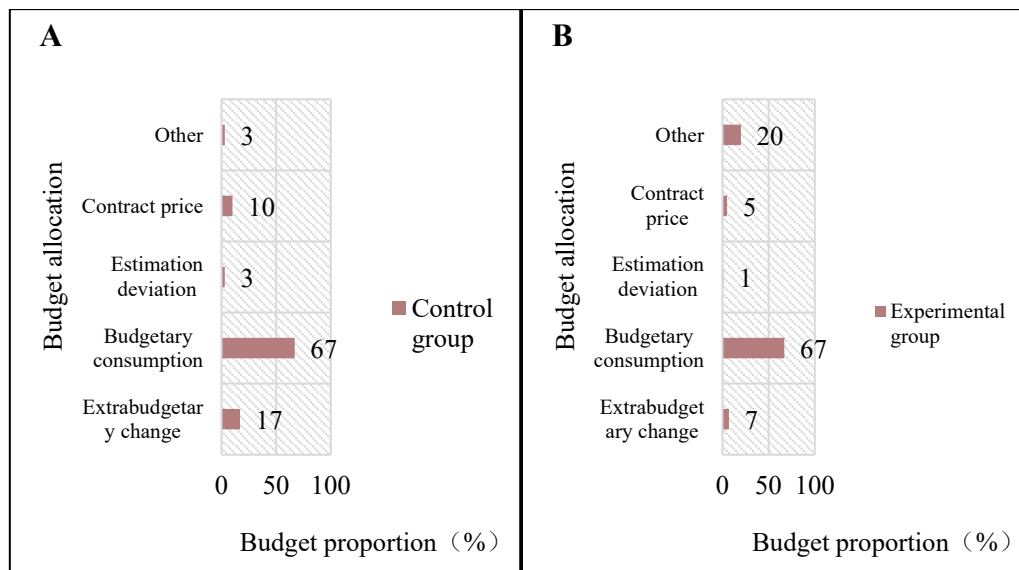 A
Budget allocation
Other
3
Contract price
10
Estimation
deviation
3
Budgetary
consumption
67
Extrabudgetar
y change
17
0 50 100
Budget proportion（%）
Control
group
B
Budget allocation
Other
20
Contract
price
5
Estimation
deviation
1
Budgetary
consumption
67
Extrabudget
ary change
7
0 50 100
Budget proportion（%）
Experimental
group